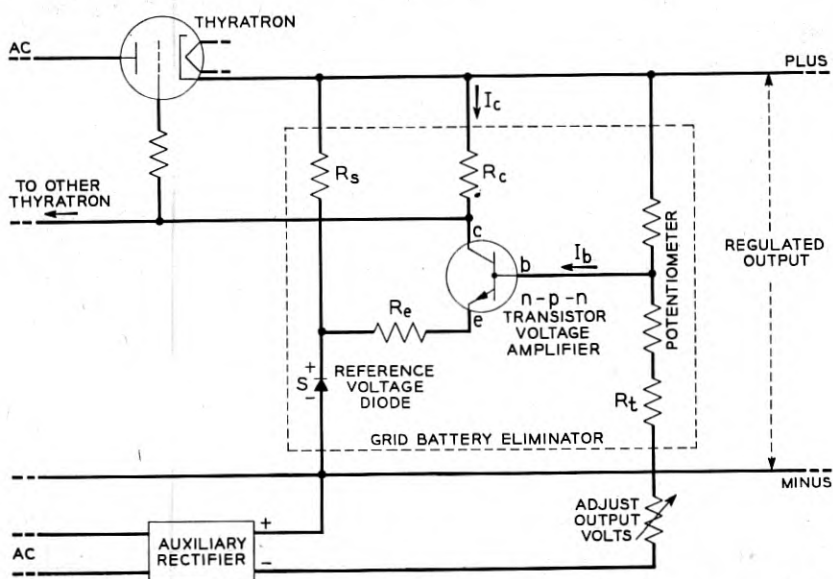 THYRATRON
AC
PLUS
Ic
Rs
Rc
TO OTHER
THYRATRON
c
b
Ib
e
n-p-n
TRANSISTOR
VOLTAGE
AMPLIFIER
POTENTIOMETER
REGULATED
OUTPUT
Re
+
S
-
REFERENCE
VOLTAGE
DIODE
Rt
GRID BATTERY ELIMINATOR
MINUS
ADJUST
OUTPUT
VOLTS
AC
AUXILIARY
RECTIFIER
+
-